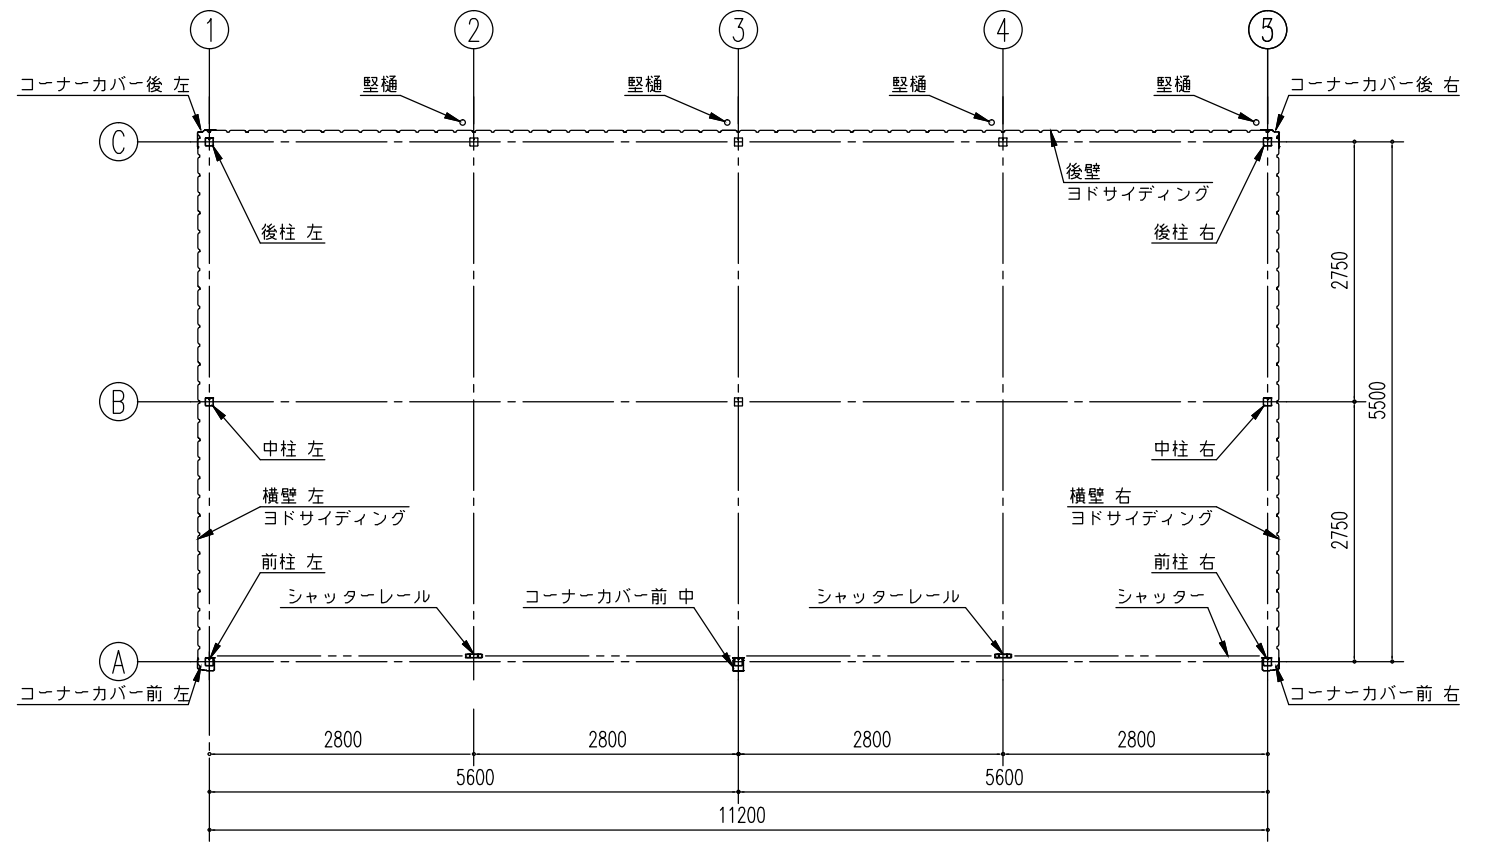 1
2
3
4
5
コーナーカバー後 左
堅樋
堅樋
堅樋
堅樋
コーナーカバー後 右
C
後壁
ヨドサイディング
後柱 左
後柱 右
2750
B
5500
中柱 左
中柱 右
横壁 左
ヨドサイディング
横壁 右
ヨドサイディング
2750
前柱 左
前柱 右
シャッターレール
コーナーカバー前 中
シャッターレール
シャッター
A
コーナーカバー前 左
コーナーカバー前 右
2800
2800
2800
2800
5600
5600
11200